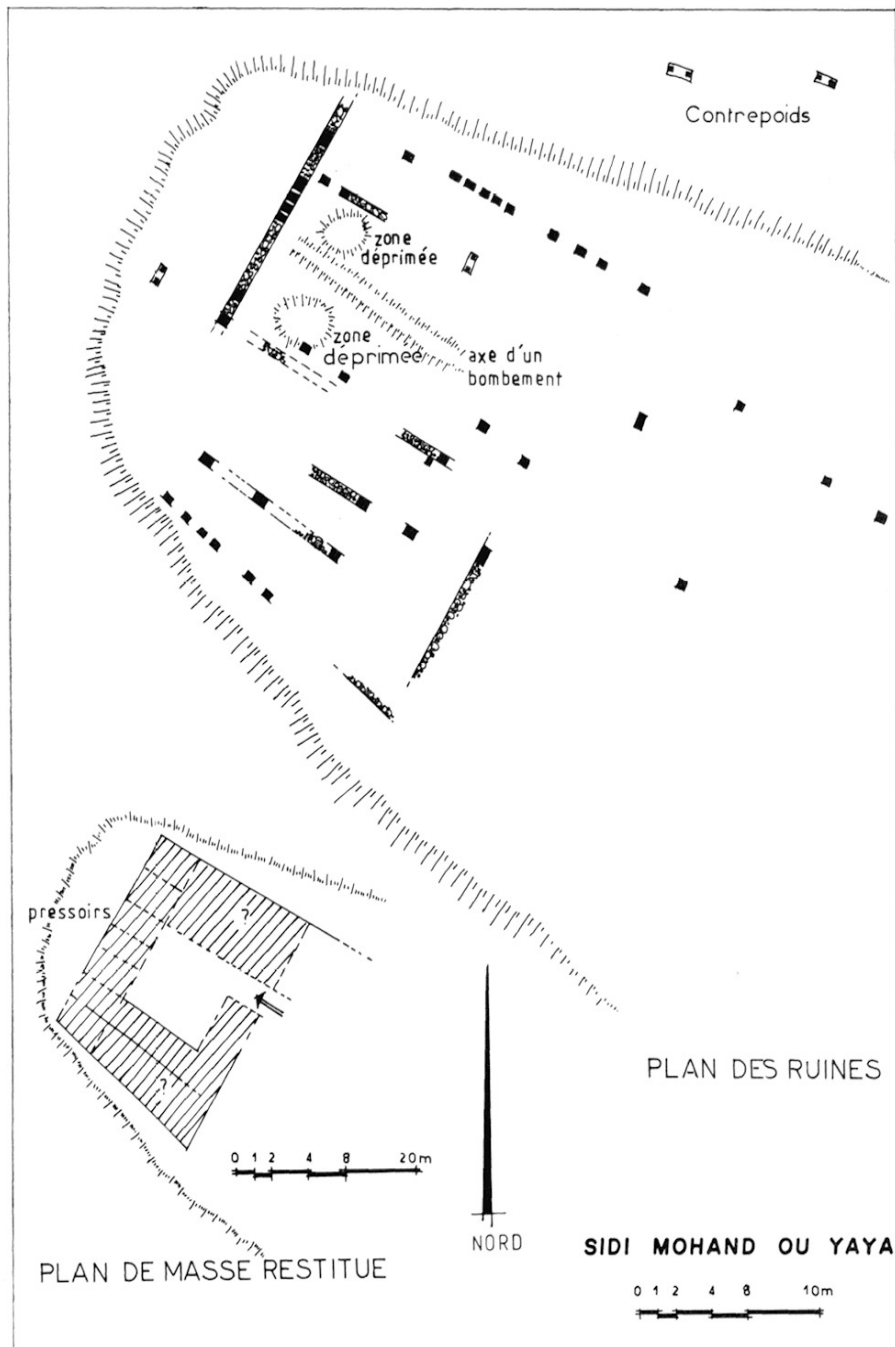 Contrepoids
zone
déprimée
zone
déprimée
axe d'un
bombement
pressoirs
?
?
PLAN DES RUINES
0 1 2 4 8 20m
NORD
PLAN DE MASSE RESTITUE
SIDI MOHAND OU YAYA
0 1 2 4 8 10m